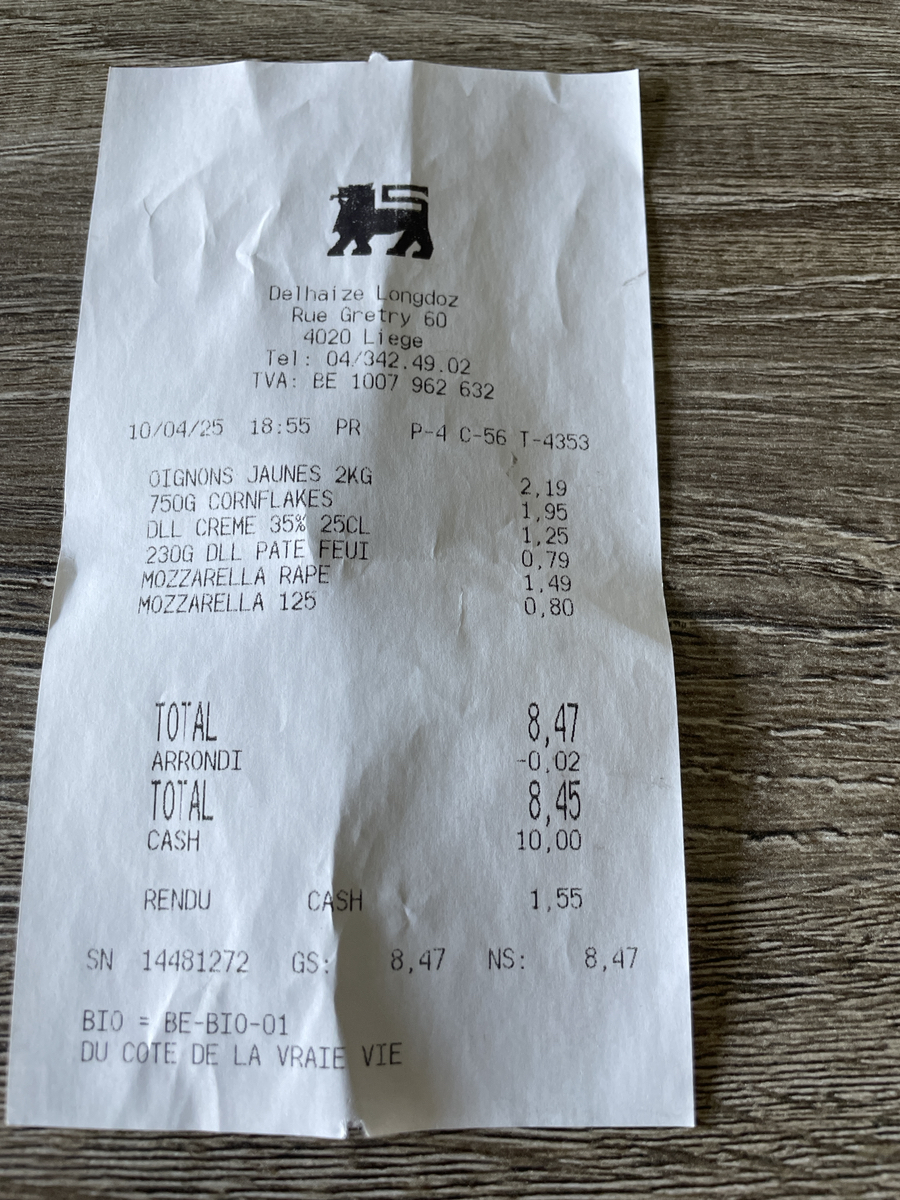 Delhaize Longdoz
Rue Gretry 60
4020 Liege
Tel: 04/342.49.02
TVA: BE 1007 962 632
10/04/25 18:55 PR P-4 C-56 T-4353
OIGNONS JAUNES 2KG 2,19
750G CORNFLAKES 1,95
DLL CREME 35% 25CL 1,25
230G DLL PATE FEUI 0,79
MOZZARELLA RAPE 1,49
MOZZARELLA 125 0,80
TOTAL 8,47
ARRONDI -0,02
TOTAL 8,45
CASH 10,00
RENDU CASH 1,55
SN 14481272 GS: 8,47 NS: 8,47
BIO = BE-BIO-01
DU COTE DE LA VRAIE VIE